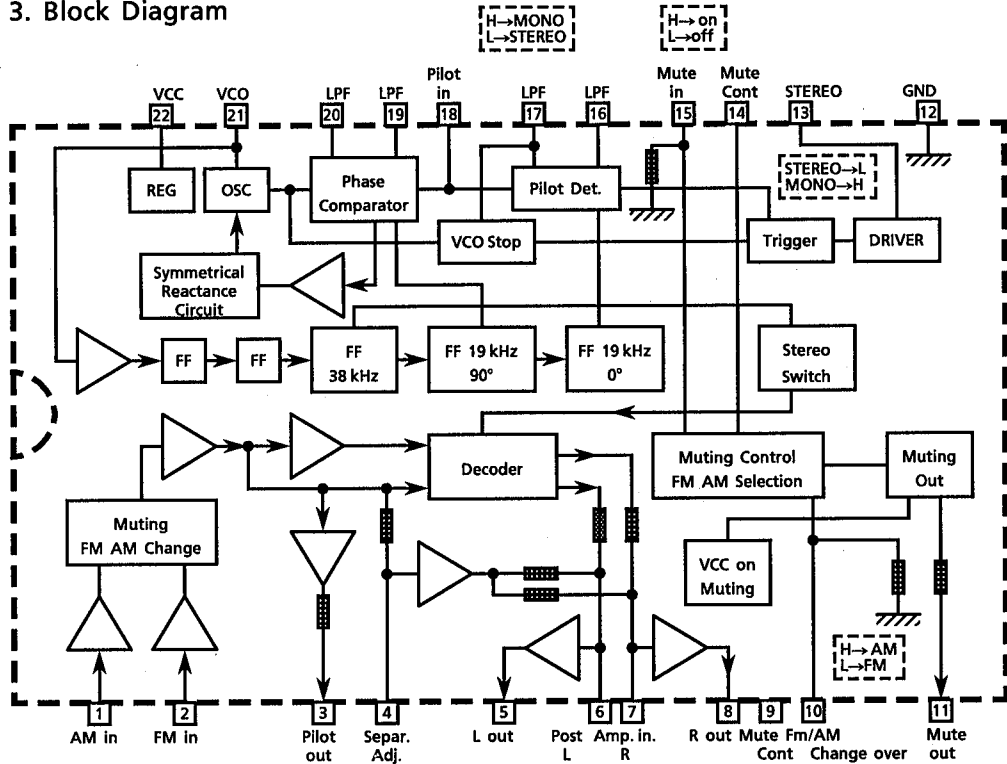 3. Block Diagram
H→MONO
L→STEREO
H→on
L→off
VCC
VCO
LPF
LPF
Pilot
in
LPF
LPF
Mute
in
Mute
Cont
STEREO
GND
22
21
20
19
18
17
16
15
14
13
12
REG
OSC
Phase
Comparator
Pilot Det.
STEREO→L
MONO→H
VCO Stop
Trigger
DRIVER
Symmetrical
Reactance
Circuit
FF
FF
FF
38 kHz
FF 19 kHz
90°
FF 19 kHz
0°
Stereo
Switch
Decoder
Muting Control
FM AM Selection
Muting
Out
Muting
FM AM Change
VCC on
Muting
H→AM
L→FM
1
2
3
4
5
6
7
8
9
10
11
AM in
FM in
Pilot
out
Separ.
Adj.
L out
Post Amp. in.
L R
R out
Mute
Cont
Fm/AM
Change over
Mute
out